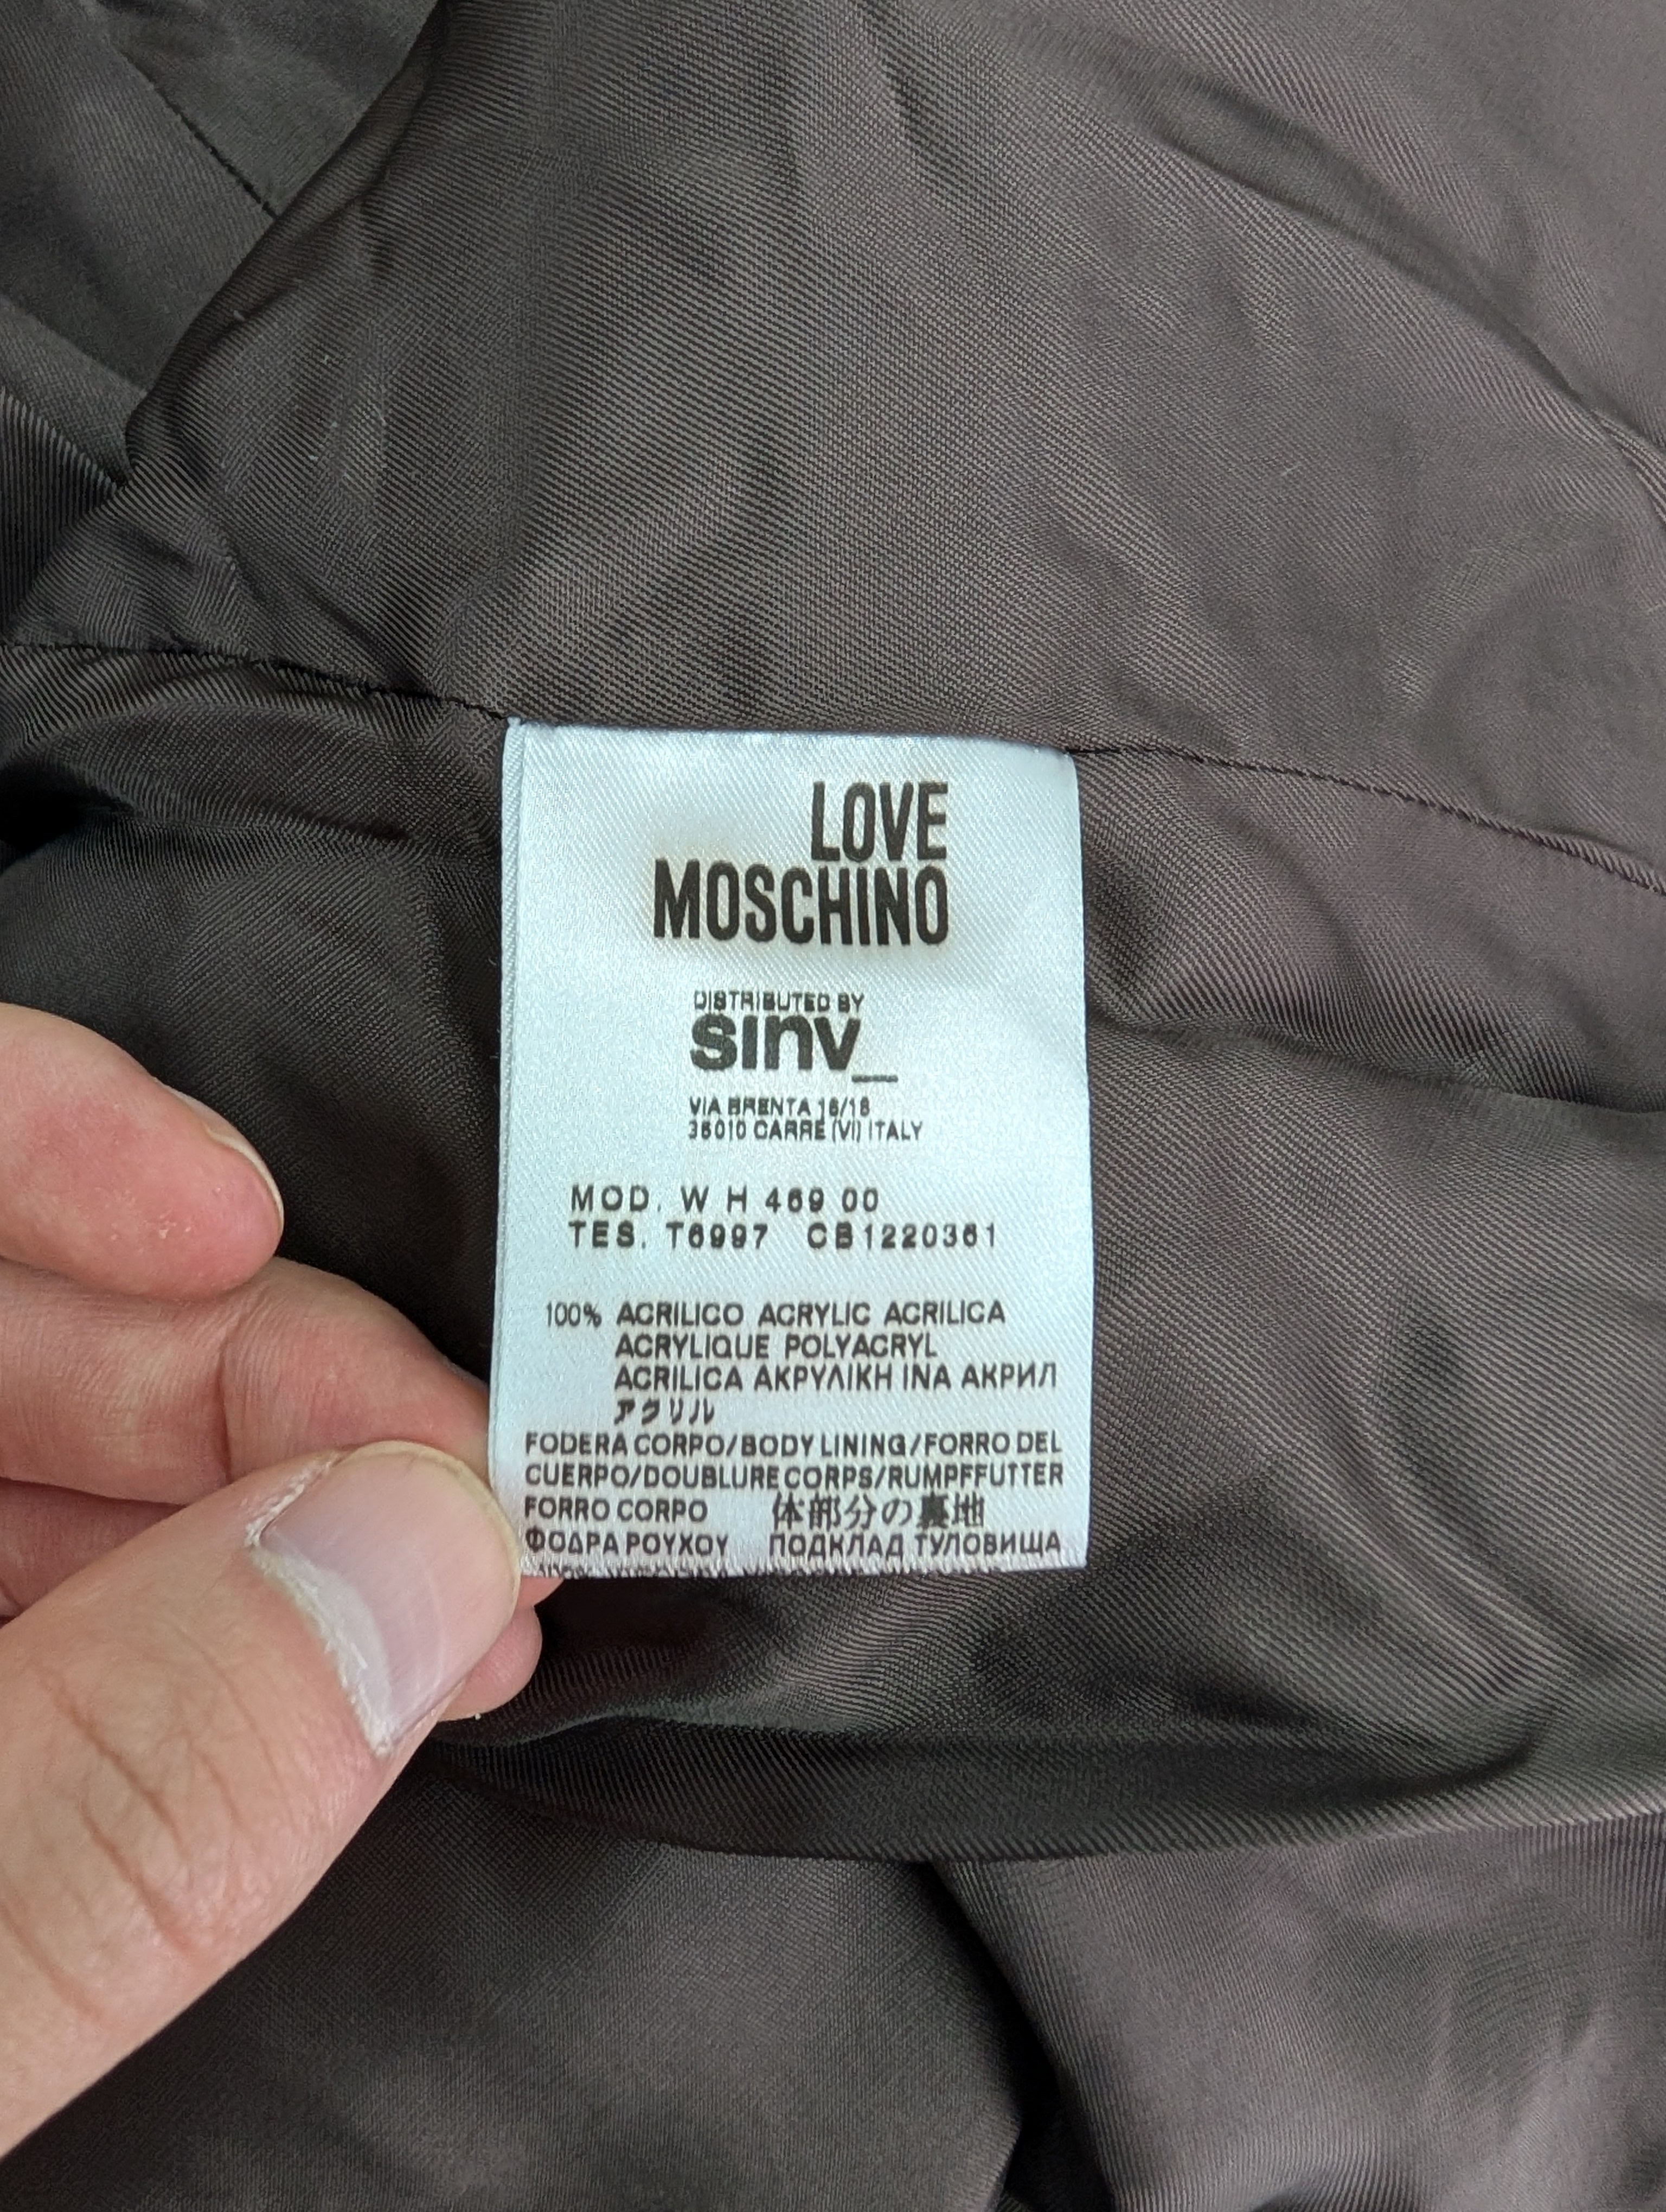 LOVE
MOSCHINO
DISTRIBUTED BY
sinv_
VIA BRENTA 16/18
36010 CARRÈ (VI) ITALY
MOD. W H 469 00
TES. T6997 CB1220361
100% ACRILICO ACRYLIC ACRILICA
ACRYLIQUE POLYACRYL
ACRILICA ΑΚΡΥΛΙΚΗ ΙΝΑ АКРИЛ
アクリル
FODERA CORPO/BODY LINING/FORRO DEL
CUERPO/DOUBLURE CORPS/RUMPFFUTTER
FORRO CORPO 体部分の裏地
ΦΟΔΡΑ ΡΟΥΧΟΥ ПОДКЛАД ТУЛОВИЩА